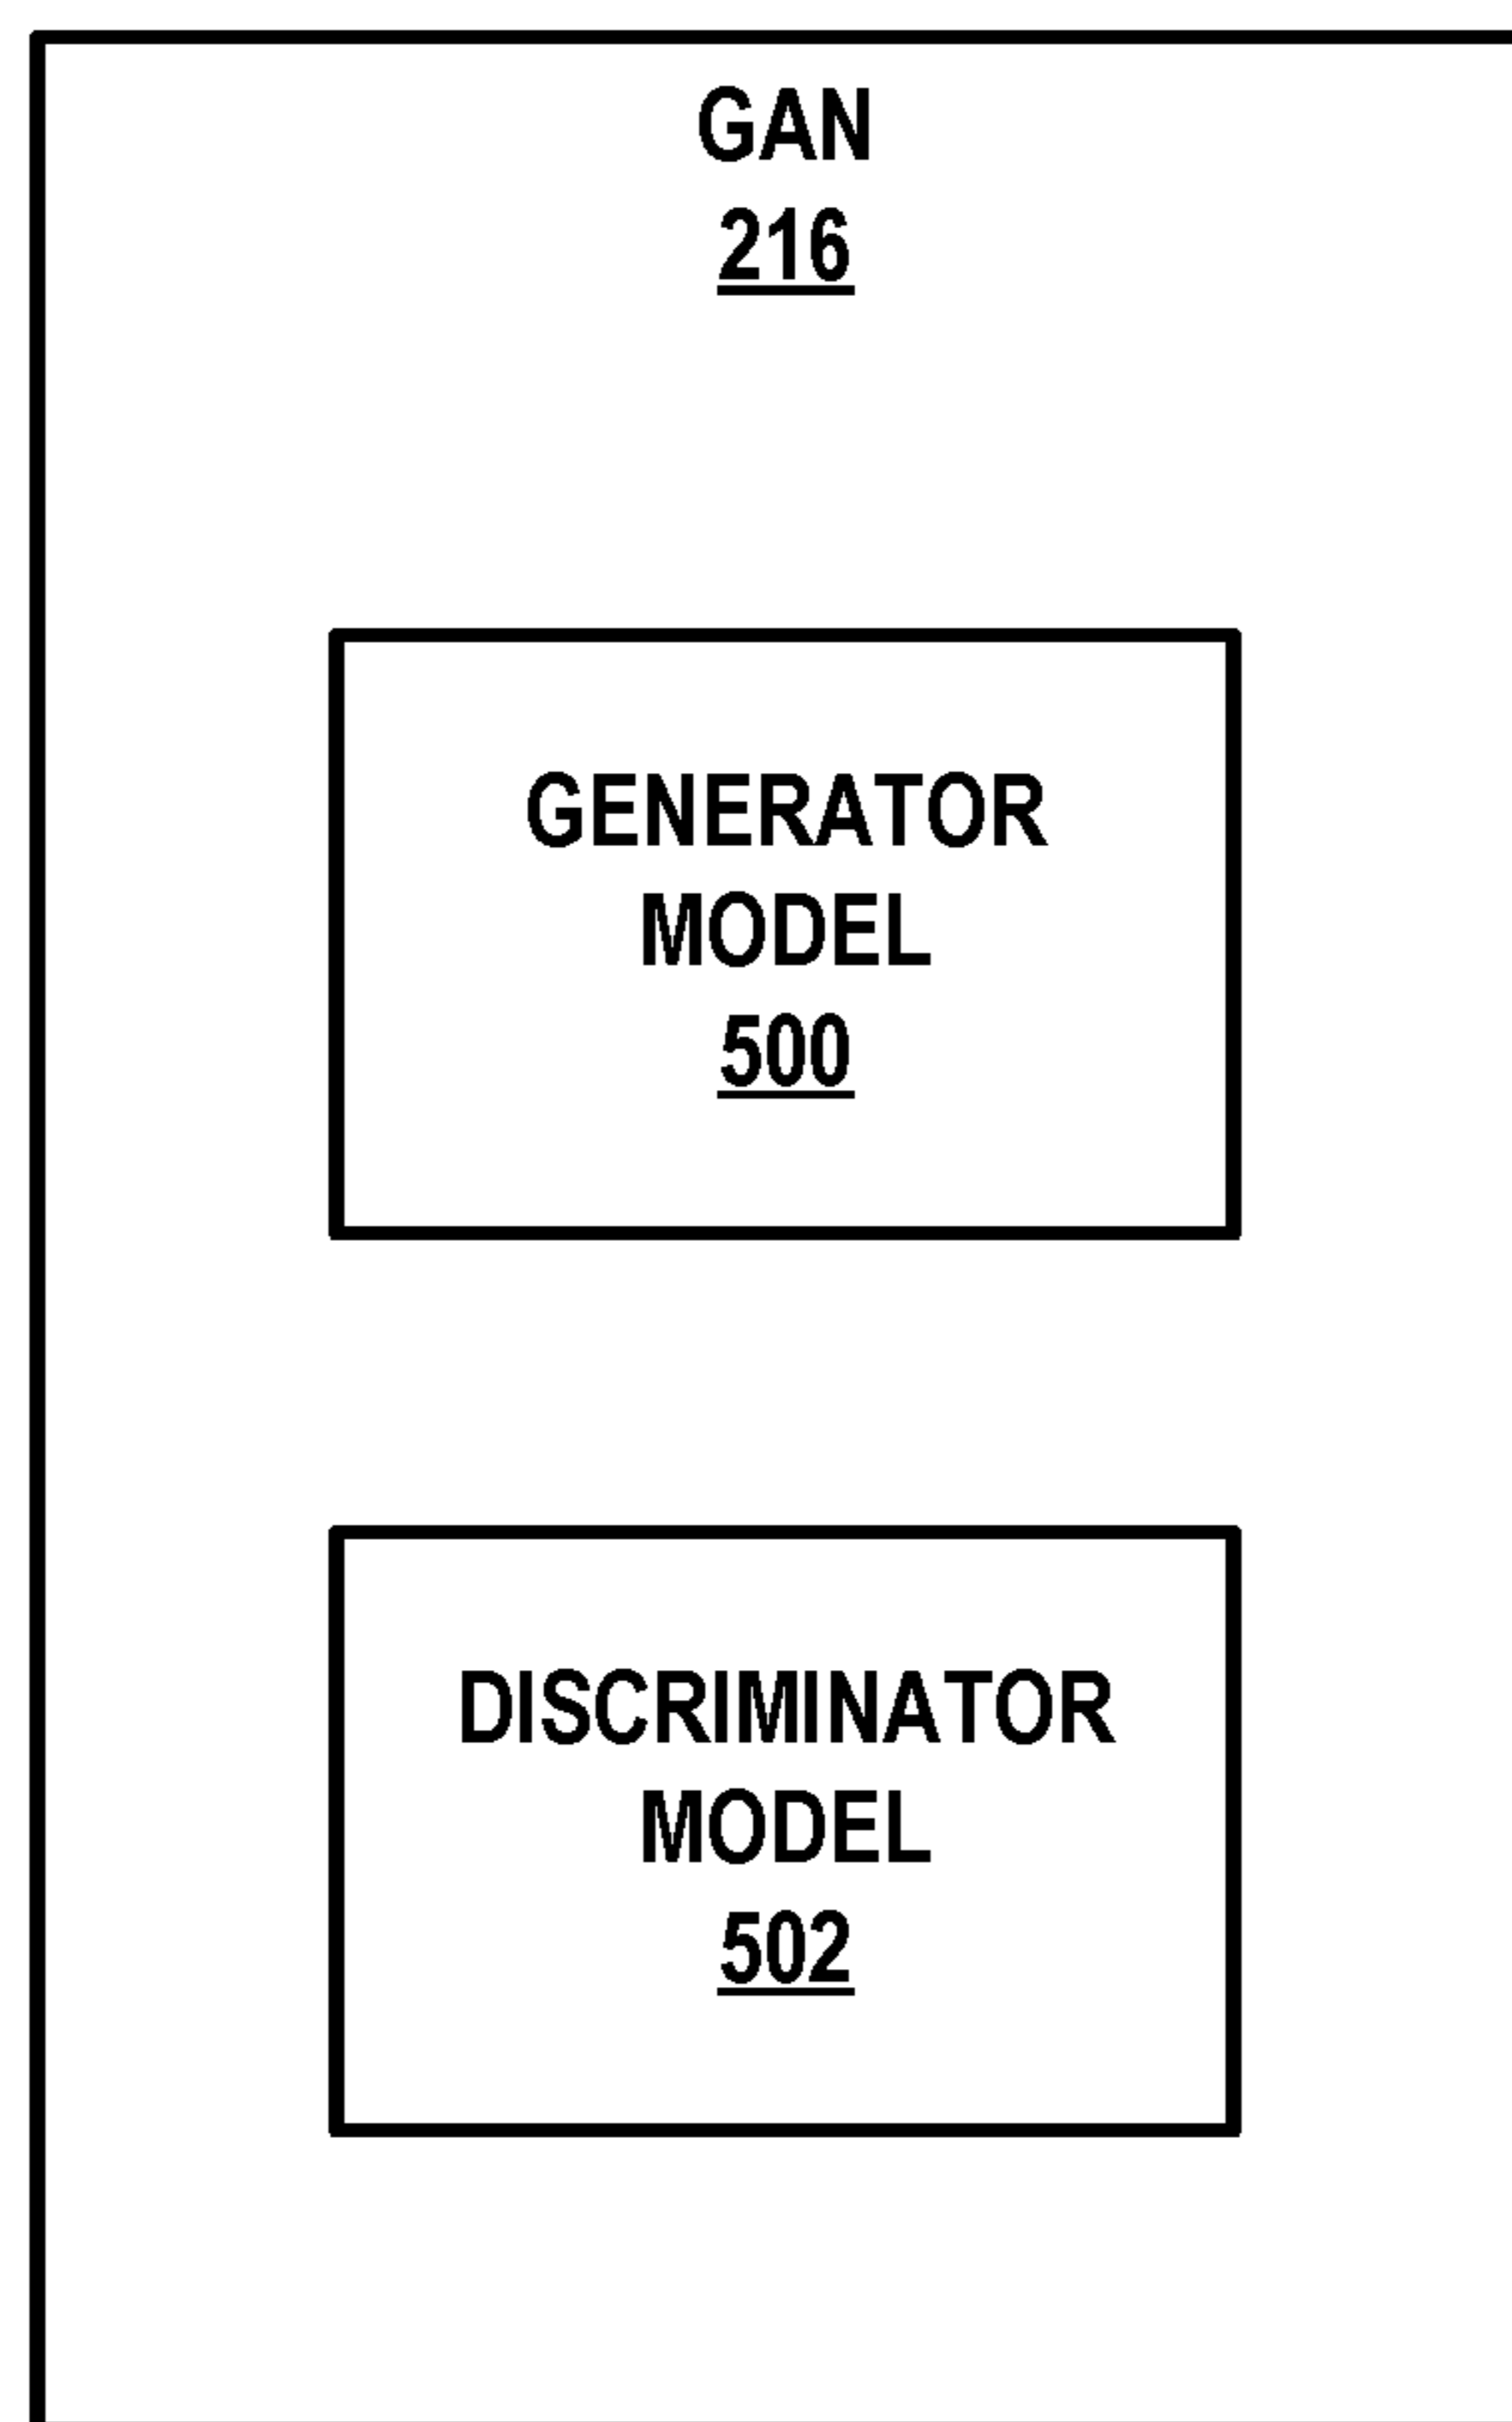 GAN
216
GENERATOR
MODEL
500
DISCRIMINATOR
MODEL
502